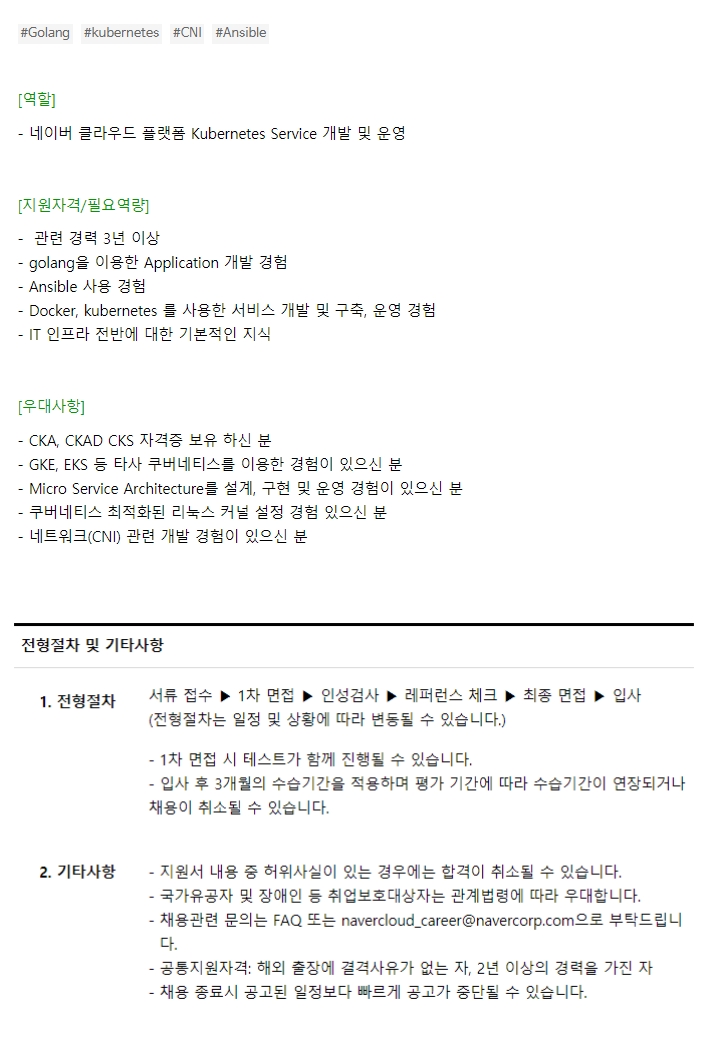 #Golang #kubernetes #CNI #Ansible
[역할]
- 네이버 클라우드 플랫폼 Kubernetes Service 개발 및 운영
[지원자격/필요역량]
-  관련 경력 3년 이상
- golang을 이용한 Application 개발 경험
- Ansible 사용 경험
- Docker, kubernetes 를 사용한 서비스 개발 및 구축, 운영 경험
- IT 인프라 전반에 대한 기본적인 지식
[우대사항]
- CKA, CKAD CKS 자격증 보유 하신 분
- GKE, EKS 등 타사 쿠버네티스를 이용한 경험이 있으신 분
- Micro Service Architecture를 설계, 구현 및 운영 경험이 있으신 분
- 쿠버네티스 최적화된 리눅스 커널 설정 경험 있으신 분
- 네트워크(CNI) 관련 개발 경험이 있으신 분
전형절차 및 기타사항
1. 전형절차
서류 접수 ▶ 1차 면접 ▶ 인성검사 ▶ 레퍼런스 체크 ▶ 최종 면접 ▶ 입사
(전형절차는 일정 및 상황에 따라 변동될 수 있습니다.)
- 1차 면접 시 테스트가 함께 진행될 수 있습니다.
- 입사 후 3개월의 수습기간을 적용하며 평가 기간에 따라 수습기간이 연장되거나
채용이 취소될 수 있습니다.
2. 기타사항
- 지원서 내용 중 허위사실이 있는 경우에는 합격이 취소될 수 있습니다.
- 국가유공자 및 장애인 등 취업보호대상자는 관계법령에 따라 우대합니다.
- 채용관련 문의는 FAQ 또는 navercloud_career@navercorp.com으로 부탁드립니
다.
- 공통지원자격: 해외 출장에 결격사유가 없는 자, 2년 이상의 경력을 가진 자
- 채용 종료시 공고된 일정보다 빠르게 공고가 중단될 수 있습니다.